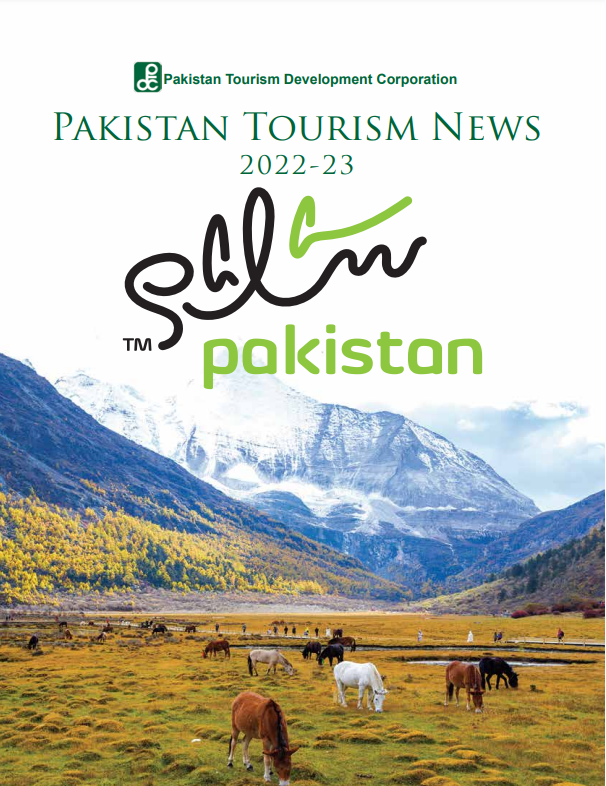 Pakistan Tourism Development Corporation
PAKISTAN TOURISM NEWS
2022-23
TM
pakistan